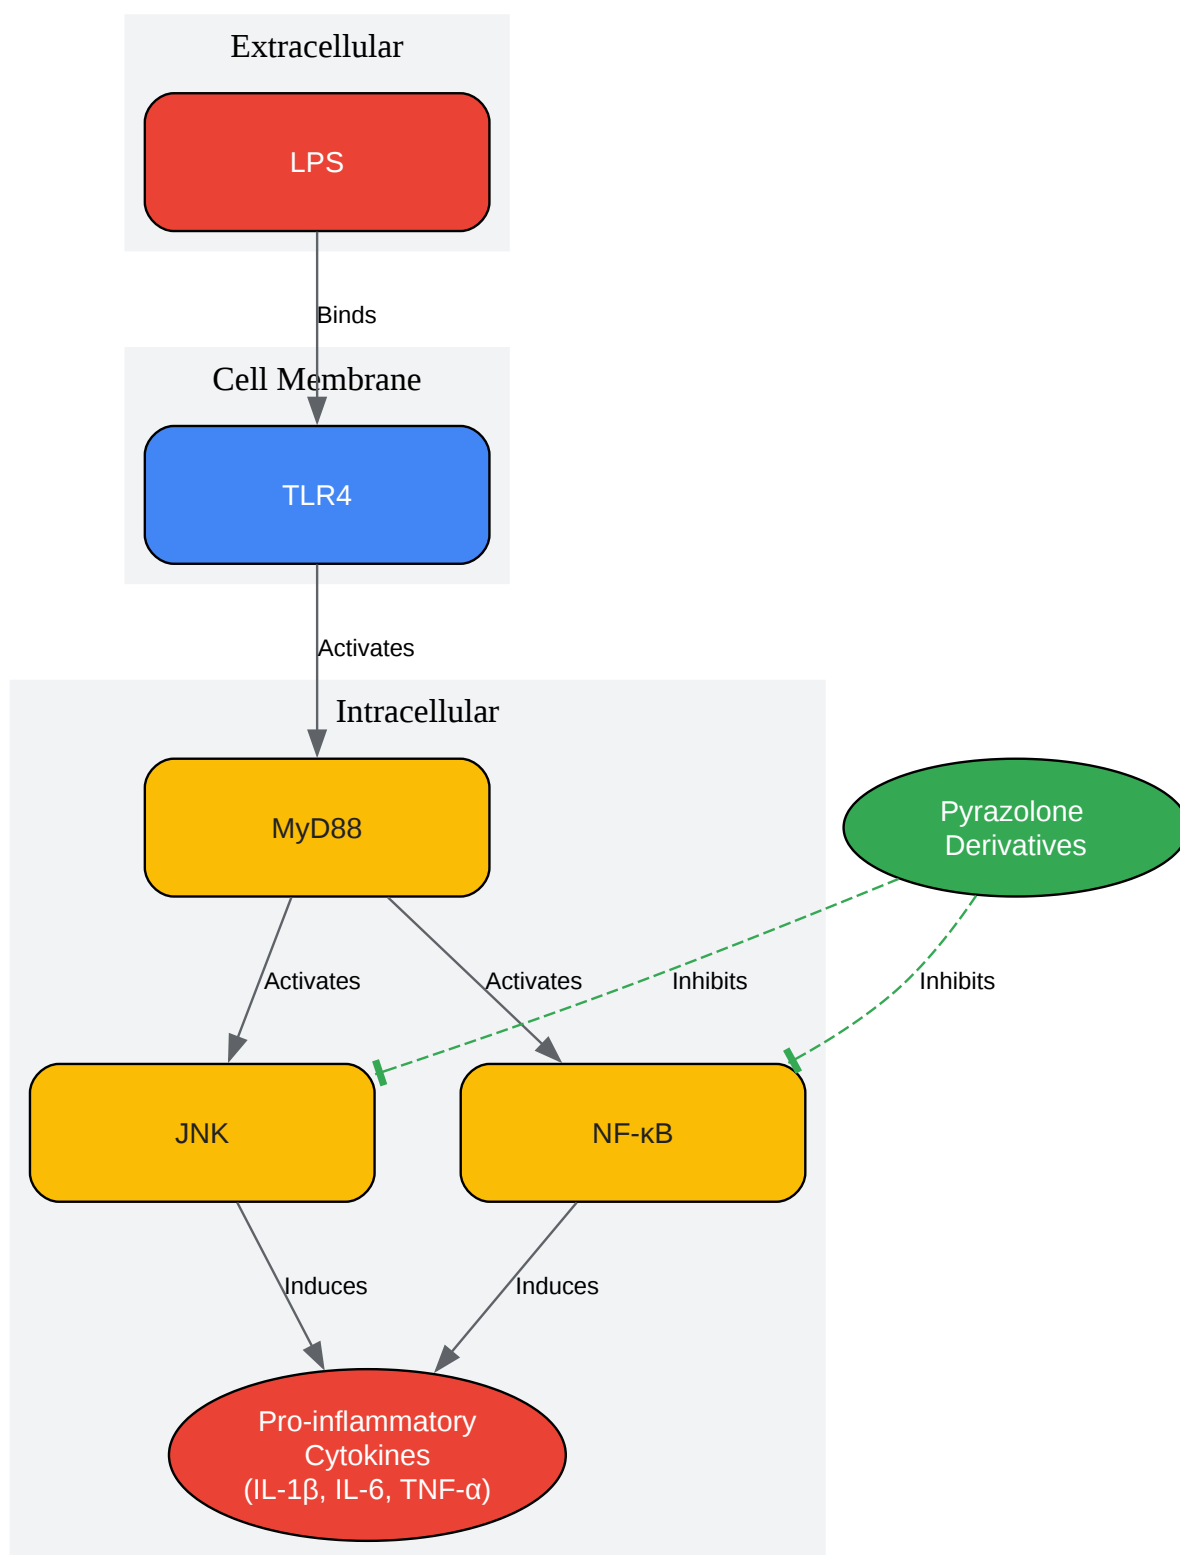 Extracellular
LPS
Binds
Cell Membrane
TLR4
Activates
Intracellular
MyD88
Pyrazolone
Derivatives
Activates
Activates
Inhibits
Inhibits
JNK
NF-κB
Induces
Induces
Pro-inflammatory
Cytokines
(IL-1β, IL-6, TNF-α)